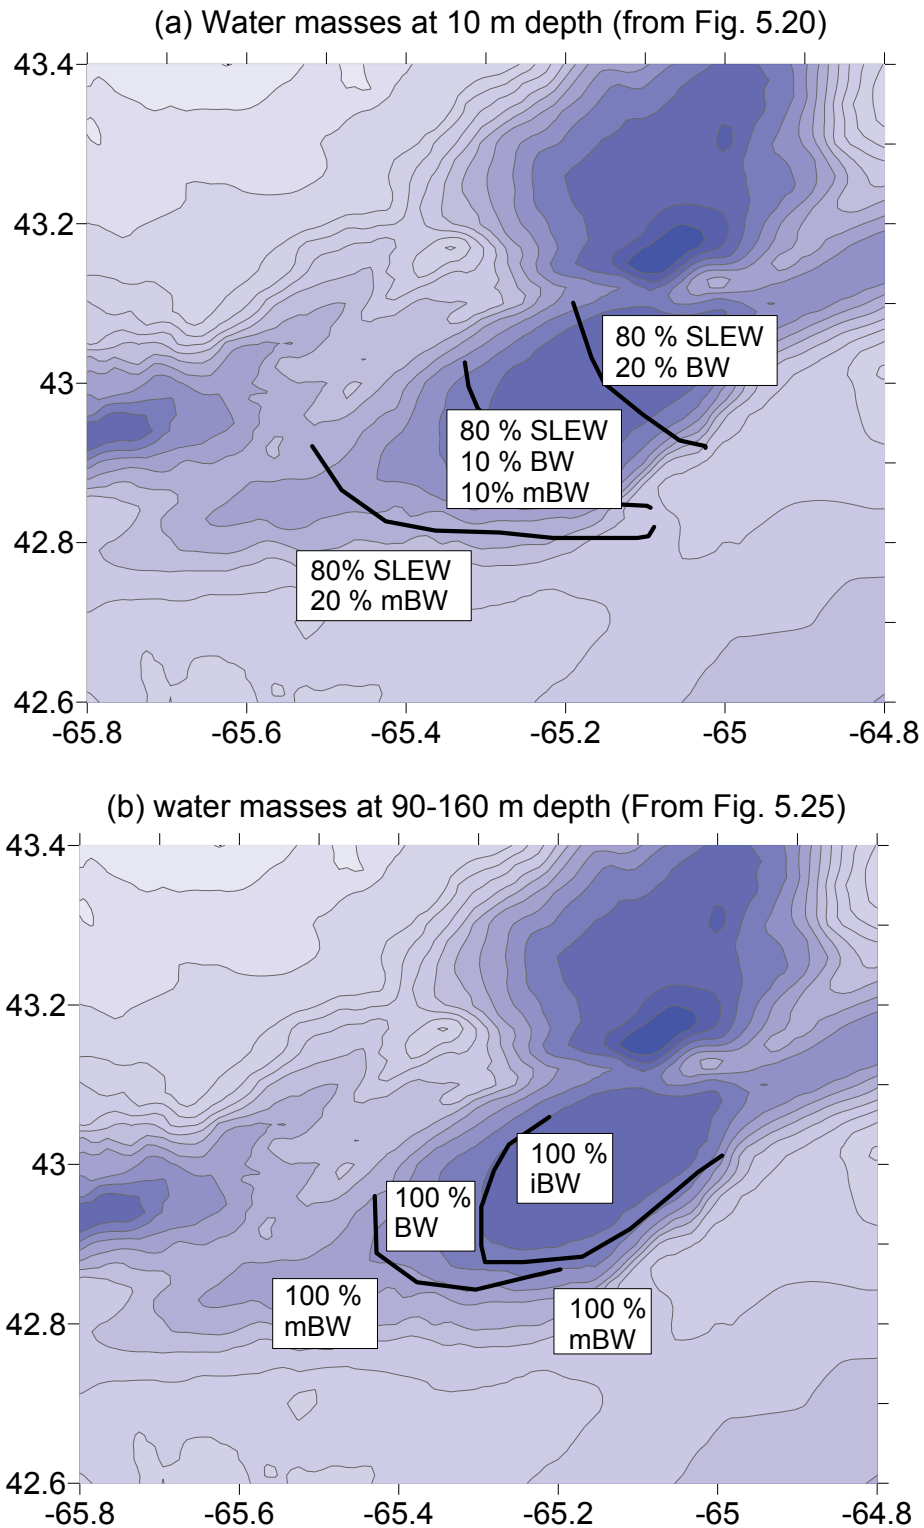 (a) Water masses at 10 m depth (from Fig. 5.20)
43.4
43.2
43
42.8
42.6
80 % SLEW
20 % BW
80 % SLEW
10 % BW
10% mBW
80% SLEW
20 % mBW
-65.8
-65.6
-65.4
-65.2
-65
-64.8
(b) water masses at 90-160 m depth (From Fig. 5.25)
43.4
43.2
43
42.8
42.6
100 %
iBW
100 %
BW
100 %
mBW
100 %
mBW
-65.8
-65.6
-65.4
-65.2
-65
-64.8